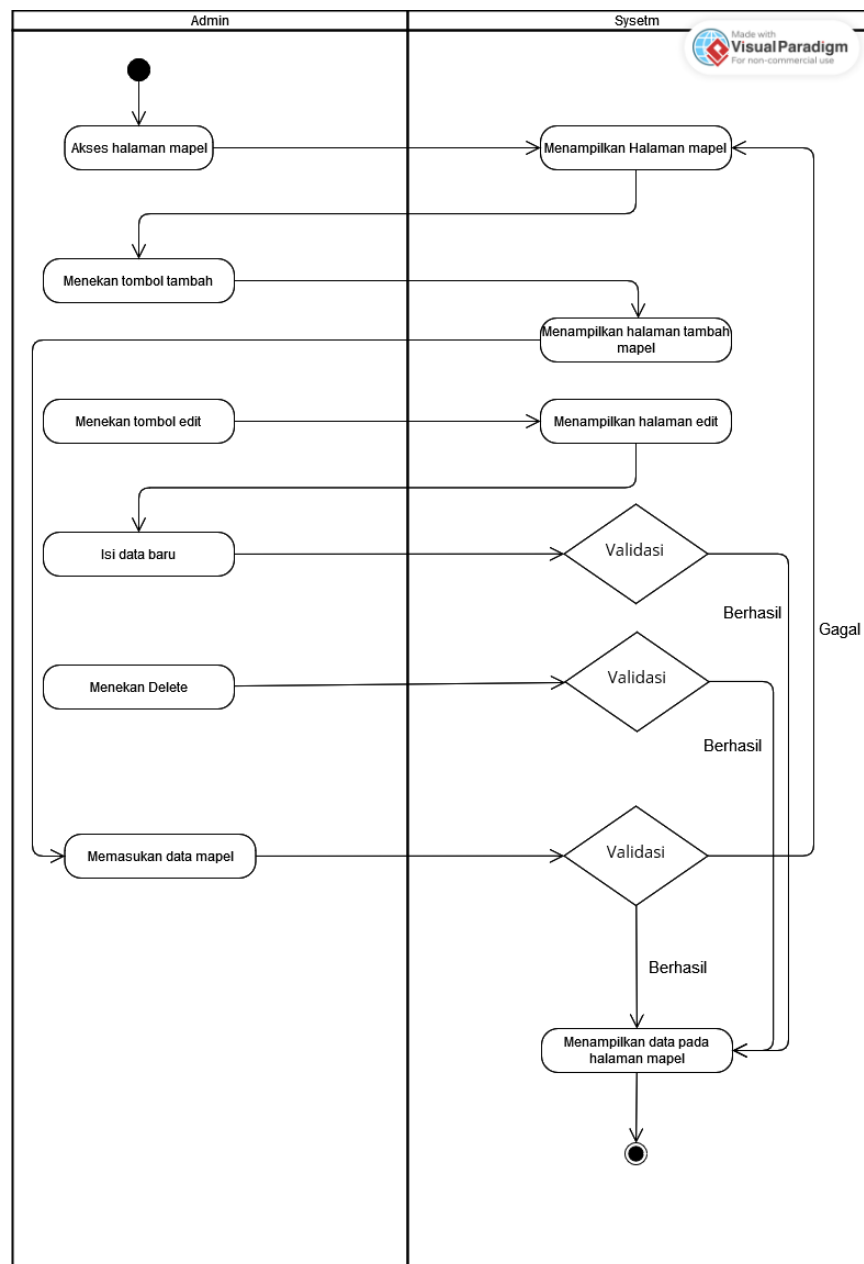 Admin
Sysetm
Made with
Visual Paradigm
For non-commercial use
Akses halaman mapel
Menampilkan Halaman mapel
Menekan tombol tambah
Menampilkan halaman tambah
mapel
Menekan tombol edit
Menampilkan halaman edit
Isi data baru
Validasi
Berhasil
Gagal
Menekan Delete
Validasi
Berhasil
Memasukan data mapel
Validasi
Berhasil
Menampilkan data pada
halaman mapel